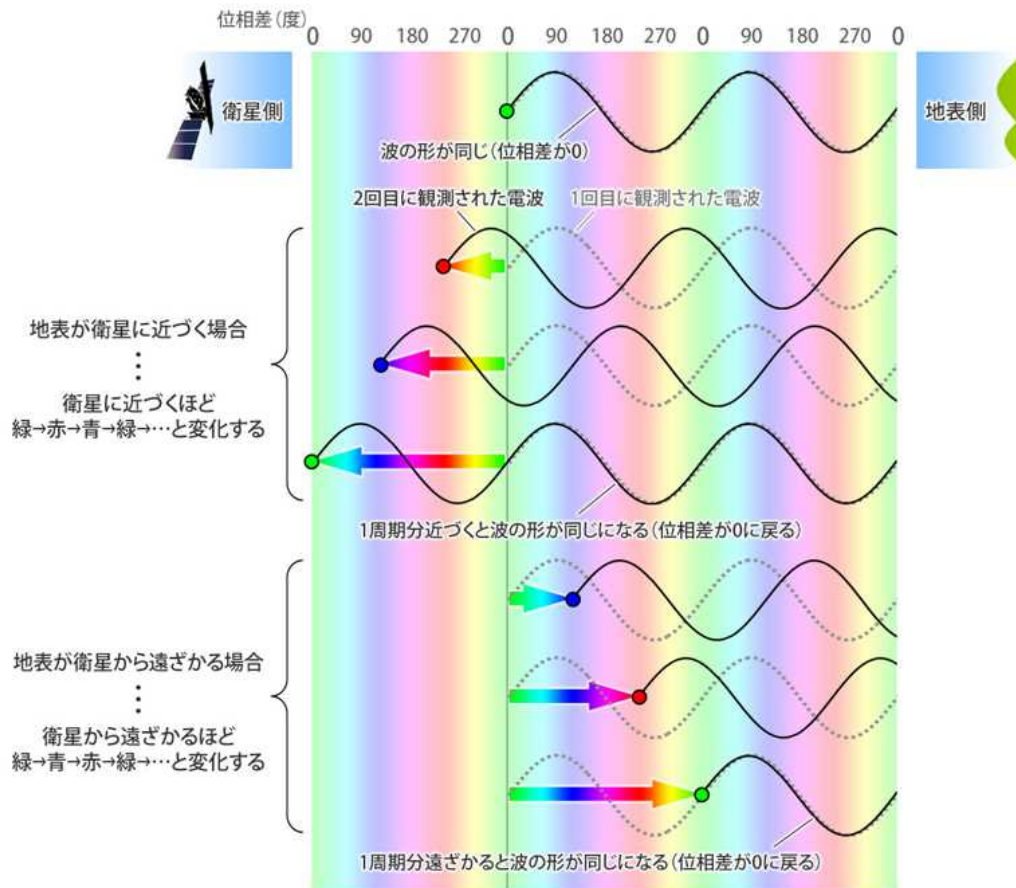 位相差(度)
0 90 180 270 0 90 180 270 0 90 180 270 0
衛星側
地表側
波の形が同じ(位相差が0)
2回目に観測された電波
1回目に観測された電波
地表が衛星に近づく場合
⋮
衛星に近づくほど
緑→赤→青→緑→…と変化する
1周期分近づくと波の形が同じになる(位相差が0に戻る)
地表が衛星から遠ざかる場合
⋮
衛星から遠ざかるほど
緑→青→赤→緑→…と変化する
1周期分遠ざかると波の形が同じになる(位相差が0に戻る)